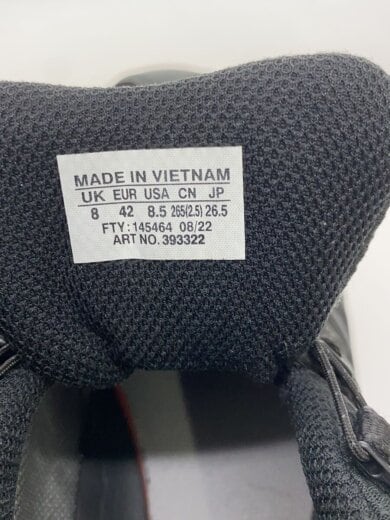 MADE IN VIETNAM
UK EUR USA CN JP
8 42 8.5 265(2.5) 26.5
FTY: 145464 08/22
ART NO. 393322